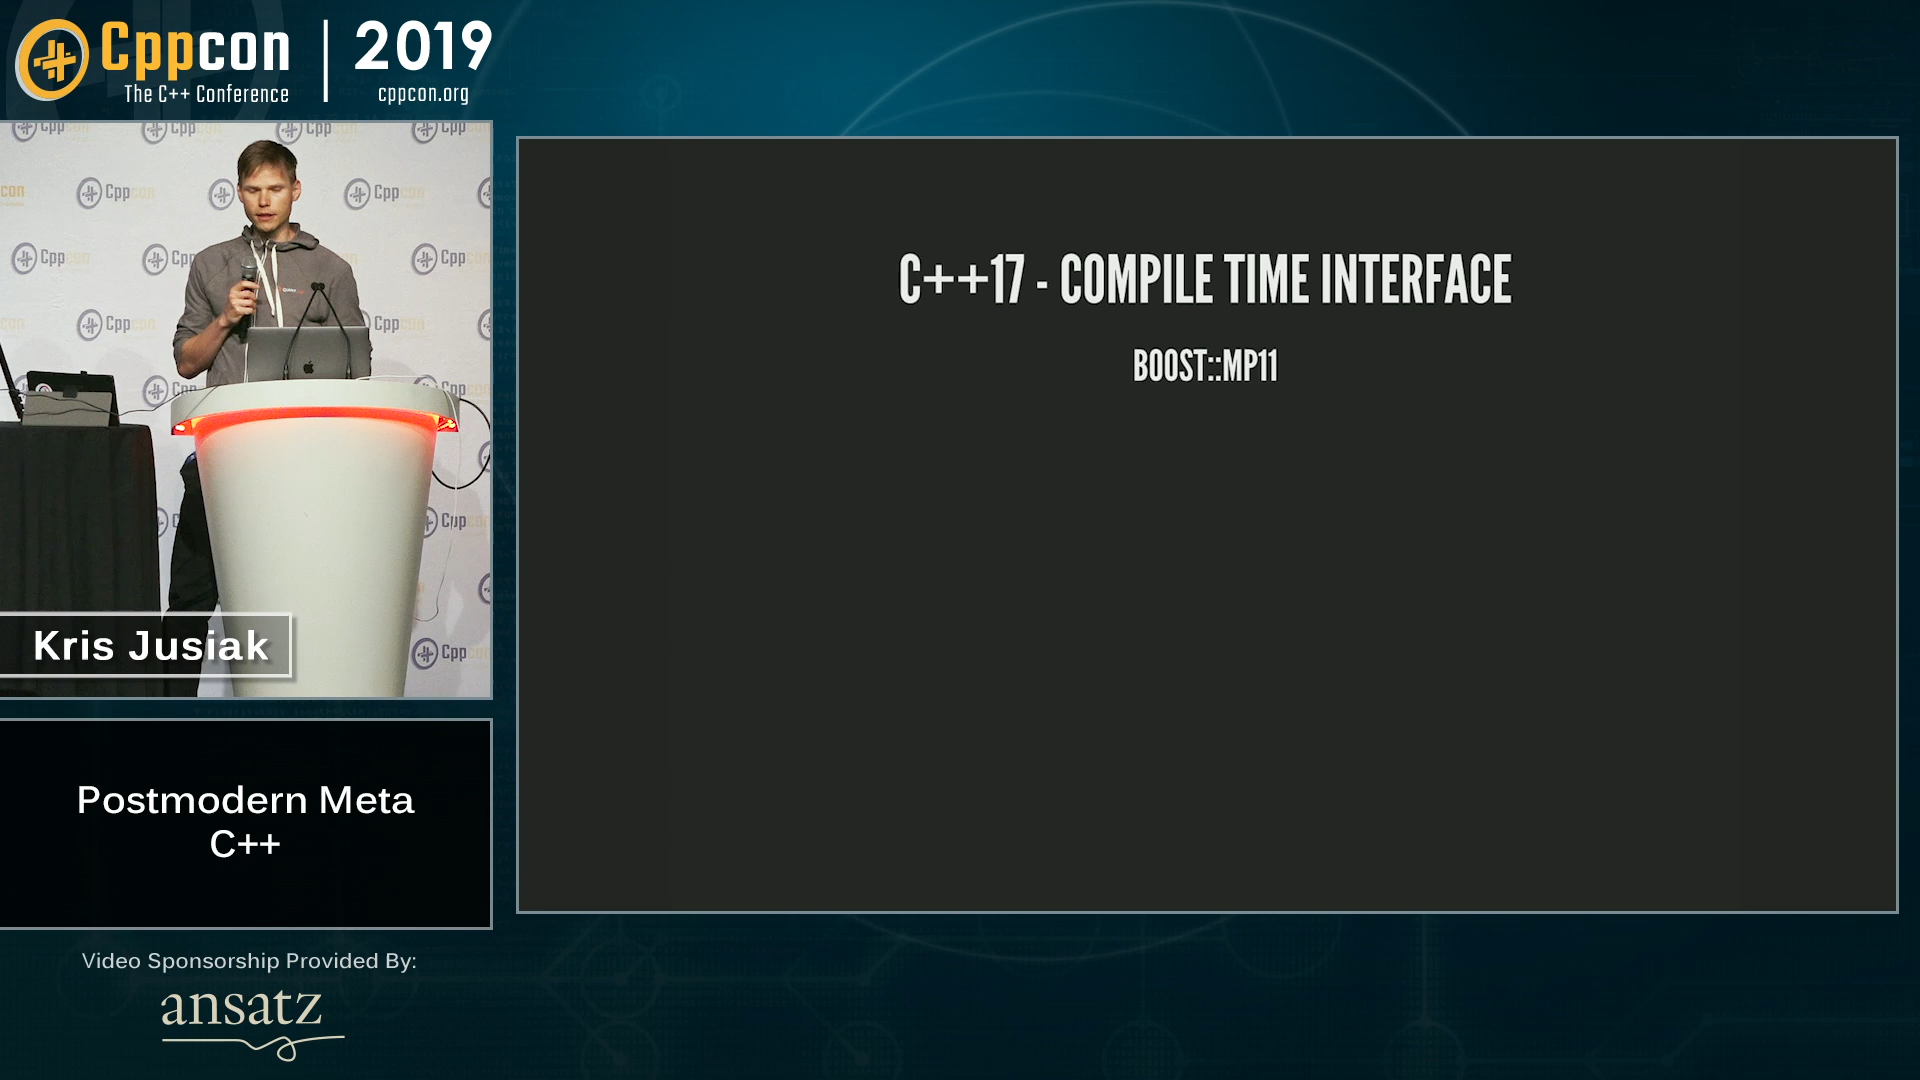 Cppcon
The C++ Conference
2019
cppcon.org
Kris Jusiak
Postmodern Meta
C++
Video Sponsorship Provided By:
ansatz
C++17 - COMPILE TIME INTERFACE
BOOST::MP11